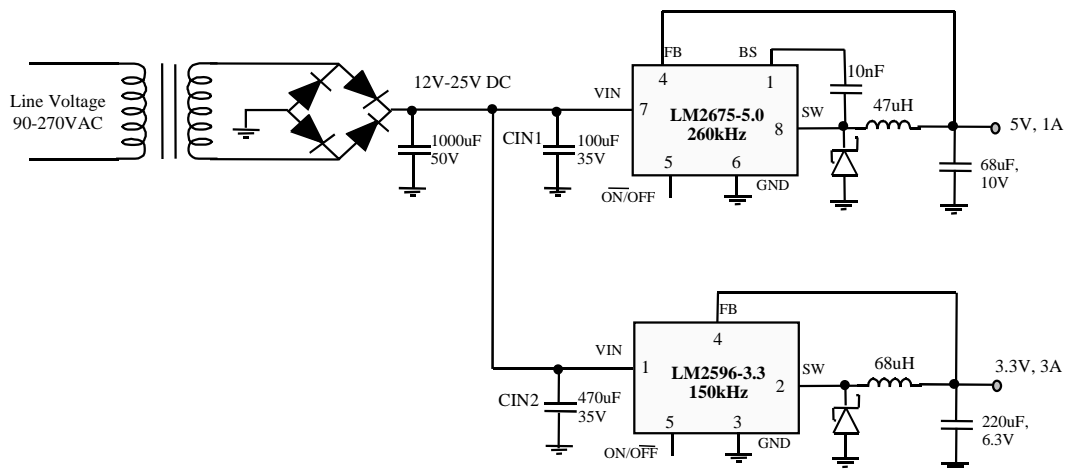 Line Voltage
90-270VAC
12V-25V DC
1000uF
50V
CIN1
100uF
35V
VIN
FB
BS
4
1
7
LM2675-5.0
260kHz
8
5
6
ON/OFF
GND
SW
10nF
47uH
5V, 1A
68uF,
10V
CIN2
470uF
35V
VIN
FB
4
1
LM2596-3.3
150kHz
2
5
3
ON/OFF
GND
SW
68uH
3.3V, 3A
220uF,
6.3V